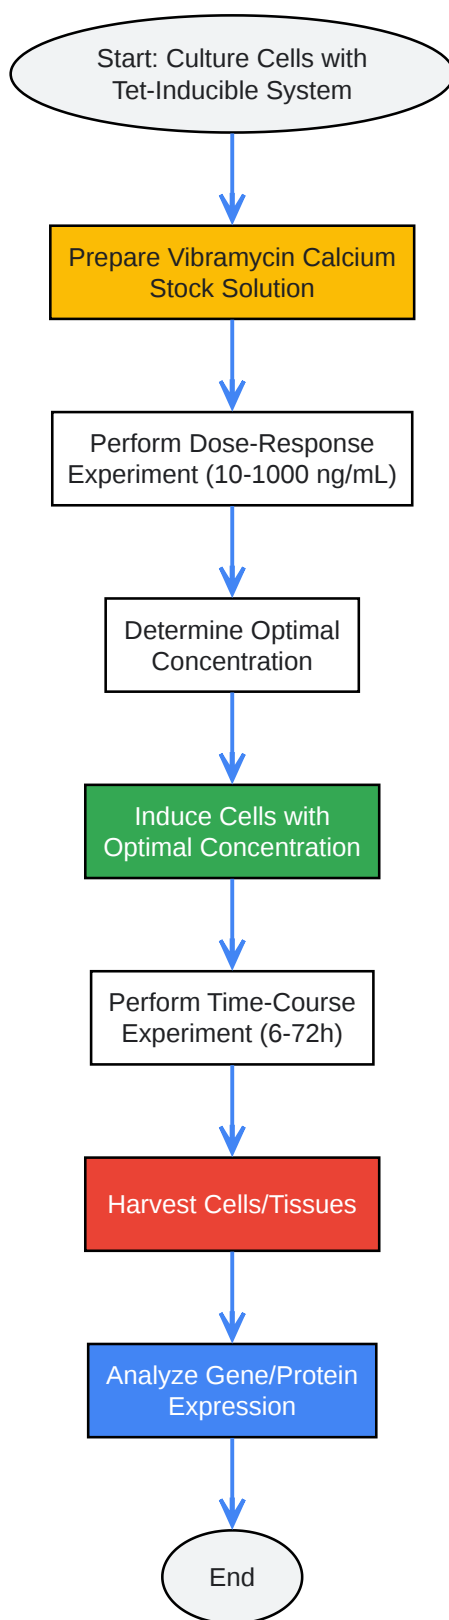 Start: Culture Cells with
Tet-Inducible System
Prepare Vibramycin Calcium
Stock Solution
Perform Dose-Response
Experiment (10-1000 ng/mL)
Determine Optimal
Concentration
Induce Cells with
Optimal Concentration
Perform Time-Course
Experiment (6-72h)
Harvest Cells/Tissues
Analyze Gene/Protein
Expression
End